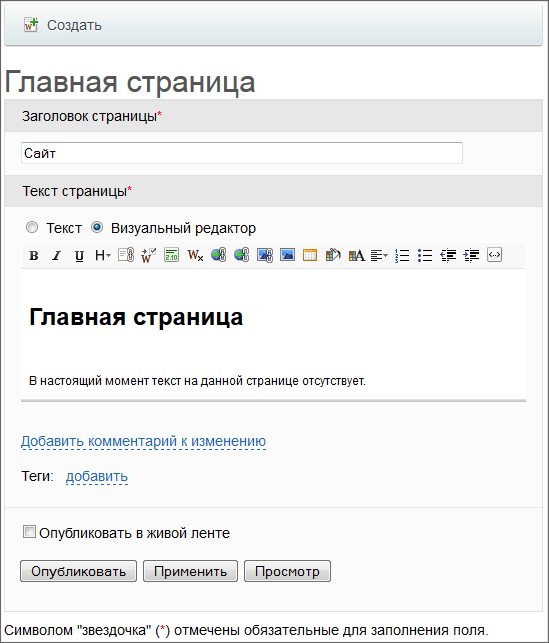 Создать
Главная страница
Заголовок страницы*
Сайт
Текст страницы*
Текст Визуальный редактор
B I U H
Главная страница
В настоящий момент текст на данной странице отсутствует.
Добавить комментарий к изменению
Теги: добавить
Опубликовать в живой ленте
Опубликовать Применить Просмотр
Символом "звездочка" (*) отмечены обязательные для заполнения поля.